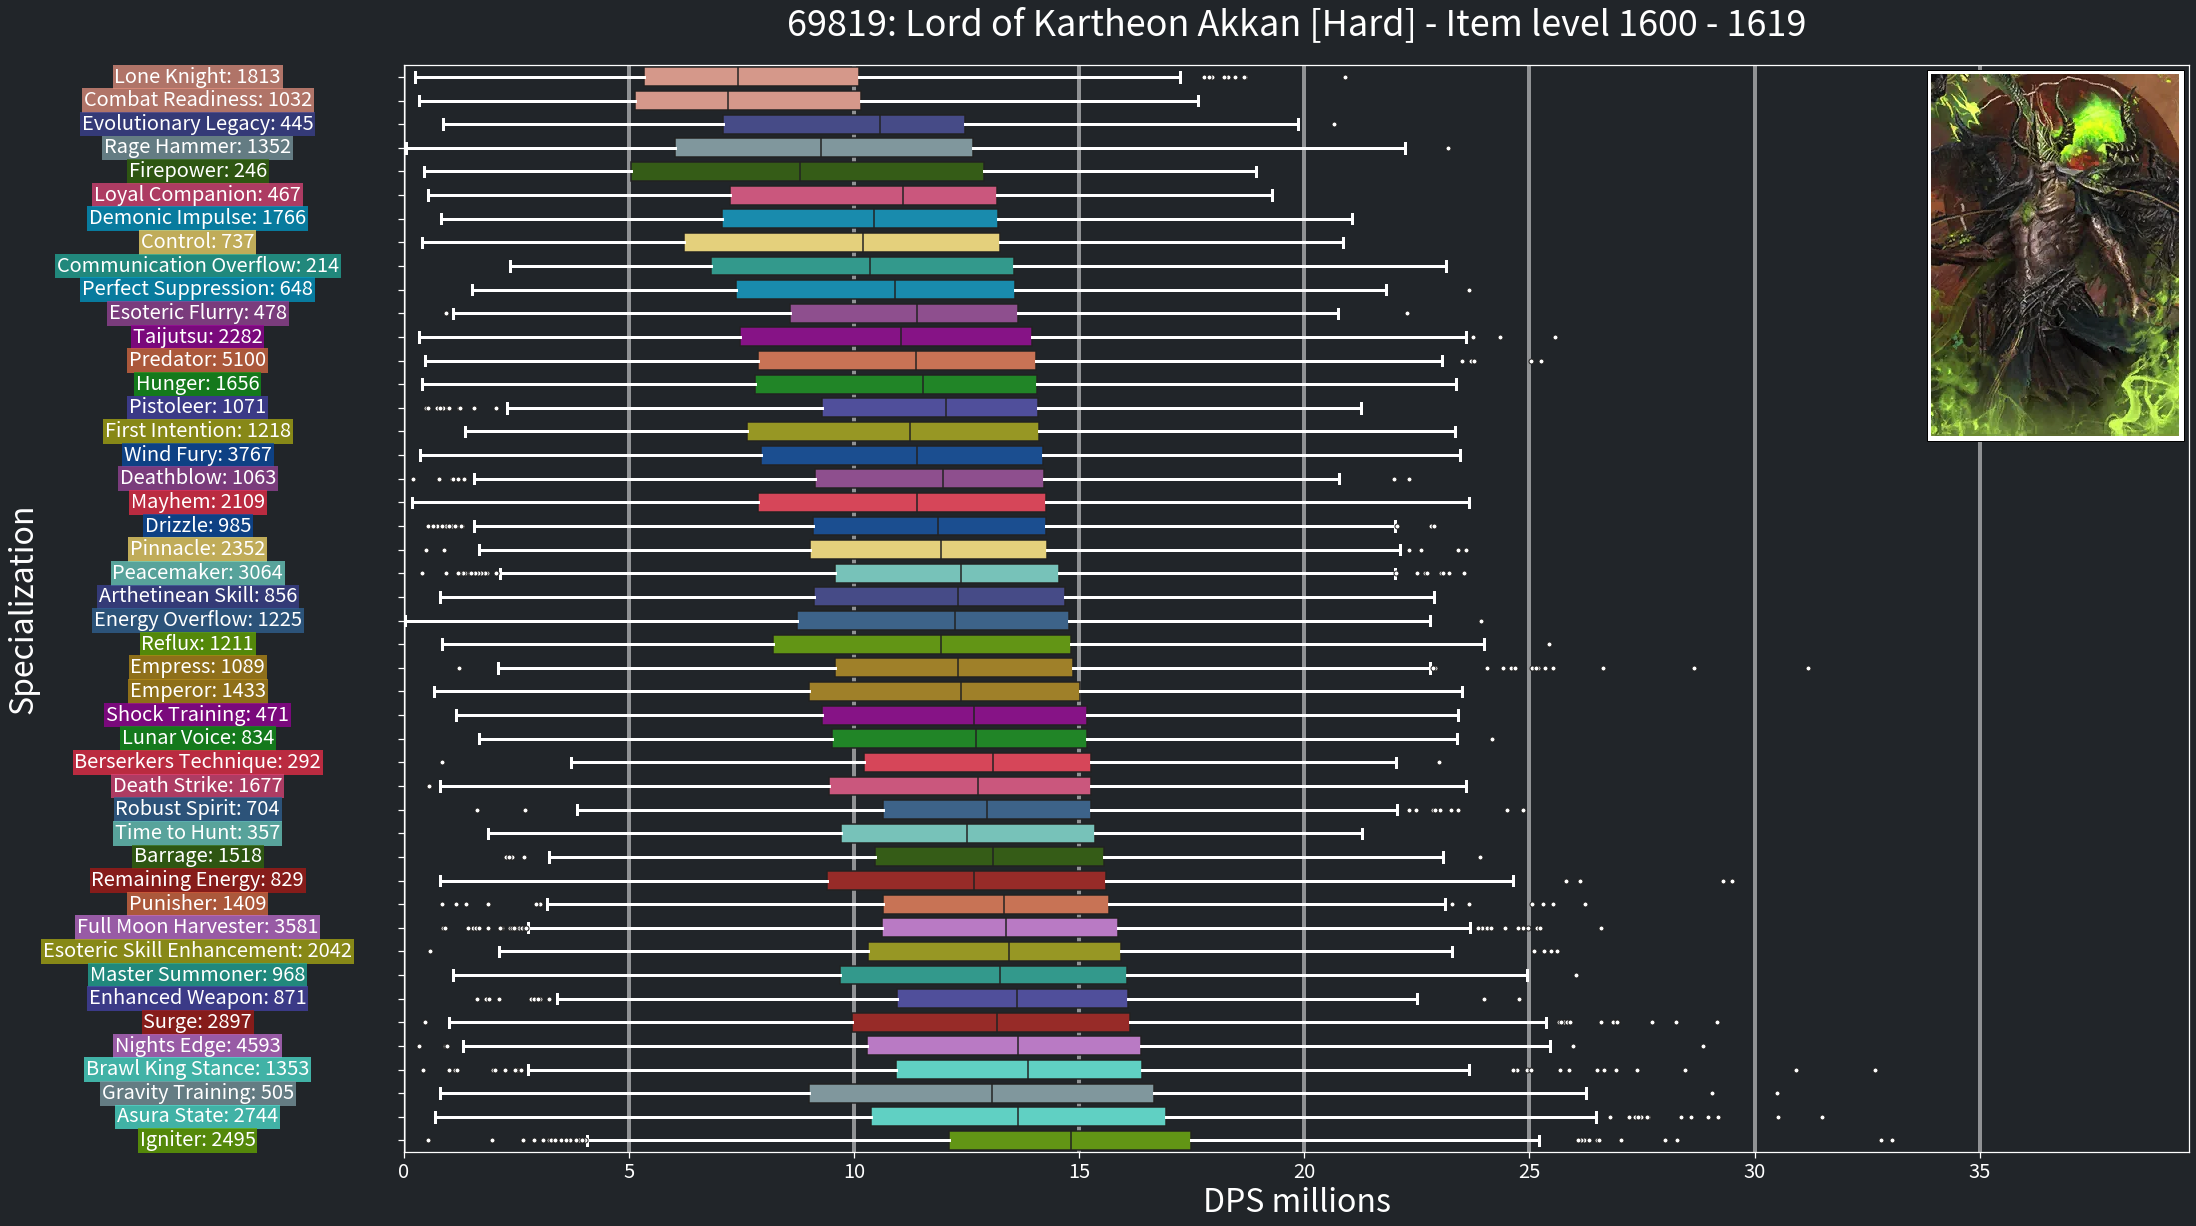 69819: Lord of Kartheon Akkan [Hard] - Item level 1600 - 1619
Specialization
Lone Knight: 1813
Combat Readiness: 1032
Evolutionary Legacy: 445
Rage Hammer: 1352
Firepower: 246
Loyal Companion: 467
Demonic Impulse: 1766
Control: 737
Communication Overflow: 214
Perfect Suppression: 648
Esoteric Flurry: 478
Taijutsu: 2282
Predator: 5100
Hunger: 1656
Pistoleer: 1071
First Intention: 1218
Wind Fury: 3767
Deathblow: 1063
Mayhem: 2109
Drizzle: 985
Pinnacle: 2352
Peacemaker: 3064
Arthetinean Skill: 856
Energy Overflow: 1225
Reflux: 1211
Empress: 1089
Emperor: 1433
Shock Training: 471
Lunar Voice: 834
Berserkers Technique: 292
Death Strike: 1677
Robust Spirit: 704
Time to Hunt: 357
Barrage: 1518
Remaining Energy: 829
Punisher: 1409
Full Moon Harvester: 3581
Esoteric Skill Enhancement: 2042
Master Summoner: 968
Enhanced Weapon: 871
Surge: 2897
Nights Edge: 4593
Brawl King Stance: 1353
Gravity Training: 505
Asura State: 2744
Igniter: 2495
0 5 10 15 20 25 30 35
DPS millions